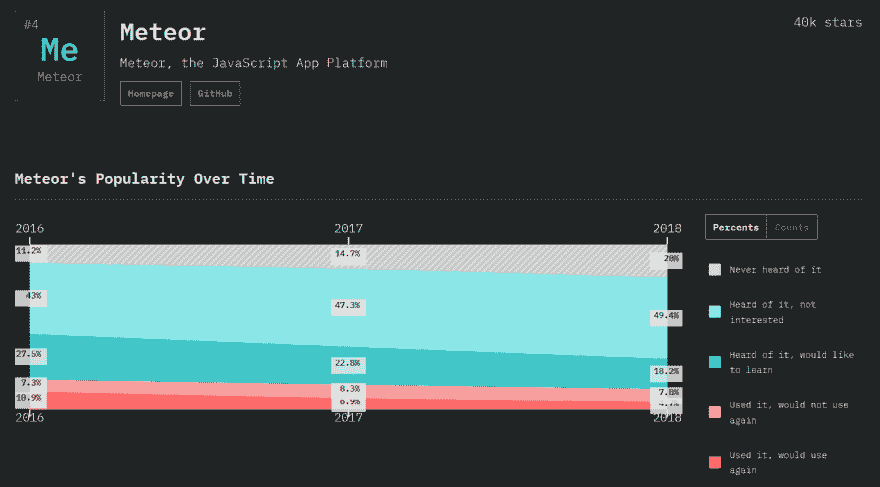 #4
Me
Meteor
Meteor
Meteor, the JavaScript App Platform
Homepage
GitHub
40k stars
Meteor's Popularity Over Time
2016
2017
2018
Percents
Counts
11.2%
14.7%
20%
43%
47.3%
49.4%
27.5%
22.8%
18.2%
7.3%
8.3%
7.8%
10.9%
6.9%
2016
2017
2018
Never heard of it
Heard of it, not
interested
Heard of it, would like
to learn
Used it, would not use
again
Used it, would use
again